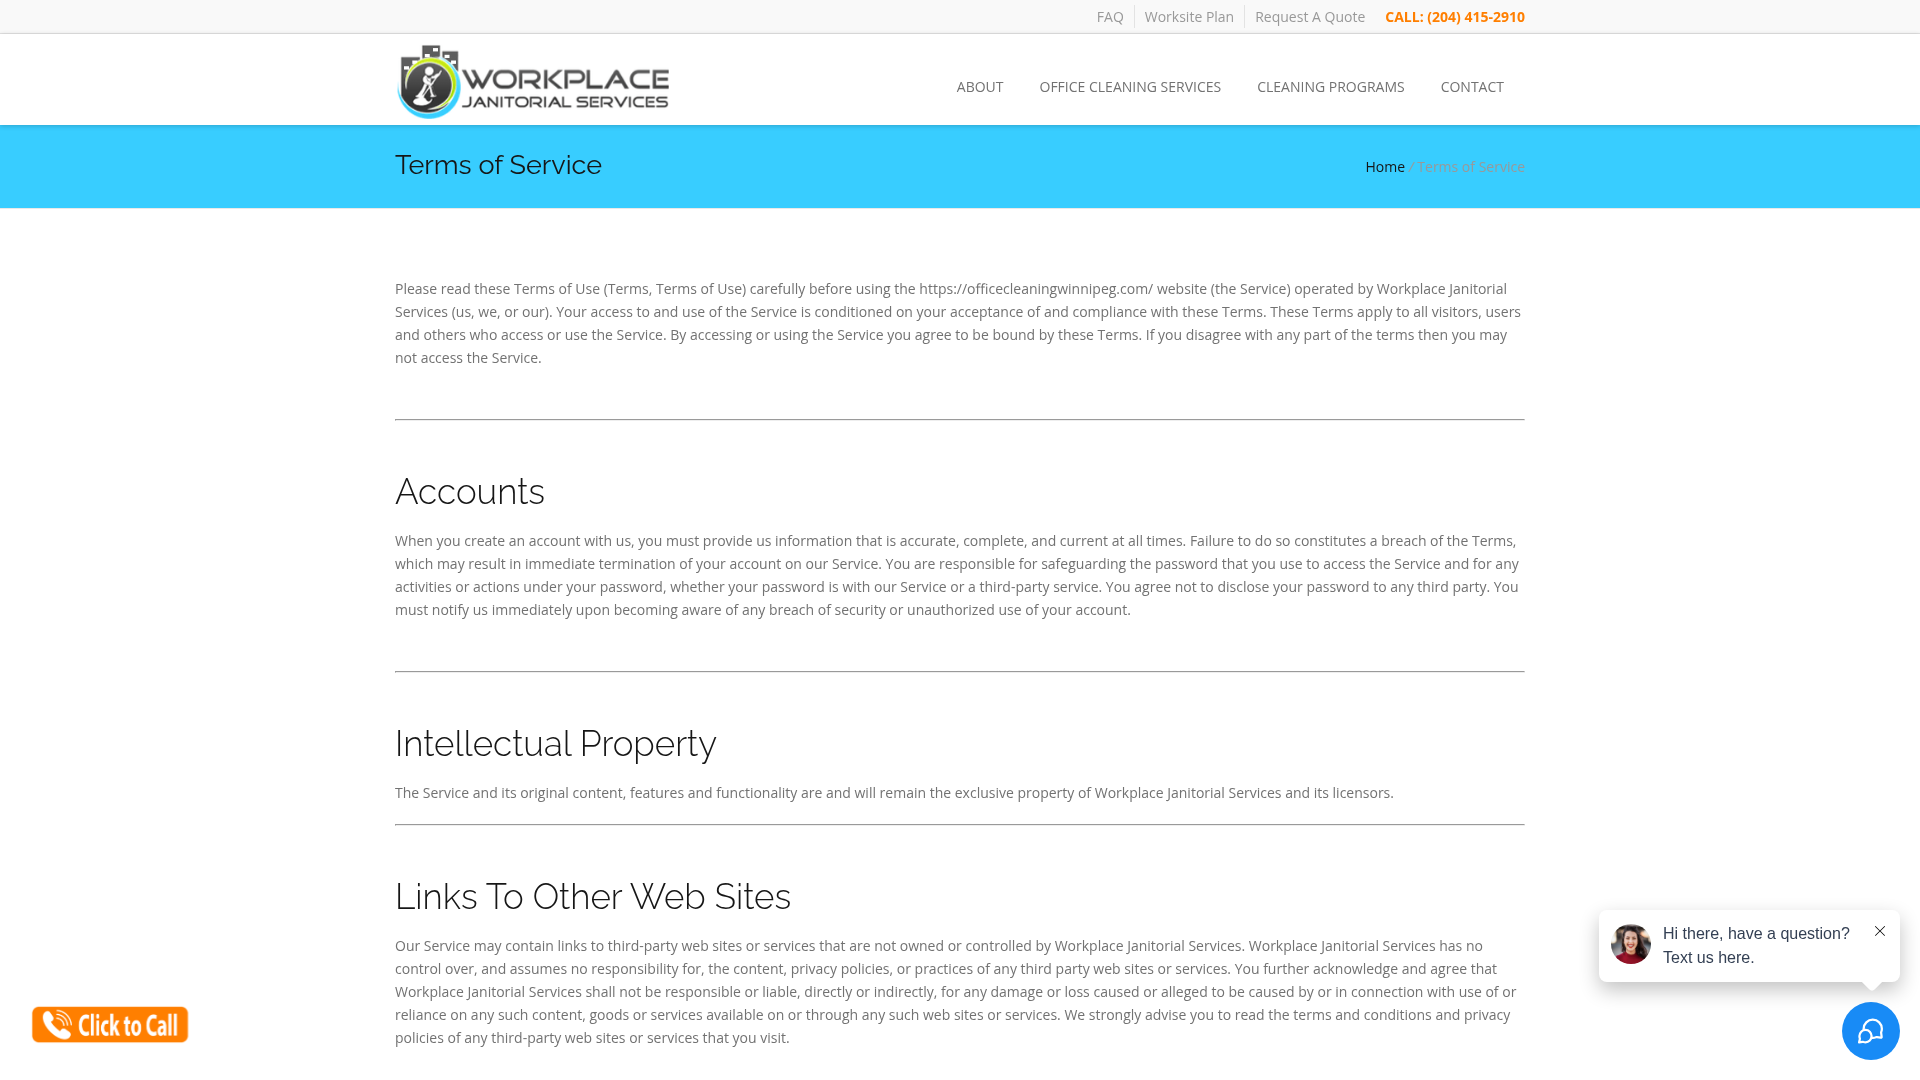 FAQ
Worksite Plan
Request A Quote
CALL: (204) 415-2910
WORKPLACE
JANITORIAL SERVICES
ABOUT
OFFICE CLEANING SERVICES
CLEANING PROGRAMS
CONTACT
Terms of Service
Home / Terms of Service
Please read these Terms of Use (Terms, Terms of Use) carefully before using the https://officecleaningwinnipeg.com/ website (the Service) operated by Workplace Janitorial
Services (us, we, or our). Your access to and use of the Service is conditioned on your acceptance of and compliance with these Terms. These Terms apply to all visitors, users
and others who access or use the Service. By accessing or using the Service you agree to be bound by these Terms. If you disagree with any part of the terms then you may
not access the Service.
Accounts
When you create an account with us, you must provide us information that is accurate, complete, and current at all times. Failure to do so constitutes a breach of the Terms,
which may result in immediate termination of your account on our Service. You are responsible for safeguarding the password that you use to access the Service and for any
activities or actions under your password, whether your password is with our Service or a third-party service. You agree not to disclose your password to any third party. You
must notify us immediately upon becoming aware of any breach of security or unauthorized use of your account.
Intellectual Property
The Service and its original content, features and functionality are and will remain the exclusive property of Workplace Janitorial Services and its licensors.
Links To Other Web Sites
Our Service may contain links to third-party web sites or services that are not owned or controlled by Workplace Janitorial Services. Workplace Janitorial Services has no
control over, and assumes no responsibility for, the content, privacy policies, or practices of any third party web sites or services. You further acknowledge and agree that
Workplace Janitorial Services shall not be responsible or liable, directly or indirectly, for any damage or loss caused or alleged to be caused by or in connection with use of or
reliance on any such content, goods or services available on or through any such web sites or services. We strongly advise you to read the terms and conditions and privacy
policies of any third-party web sites or services that you visit.
Hi there, have a question?
Text us here.
Click to Call